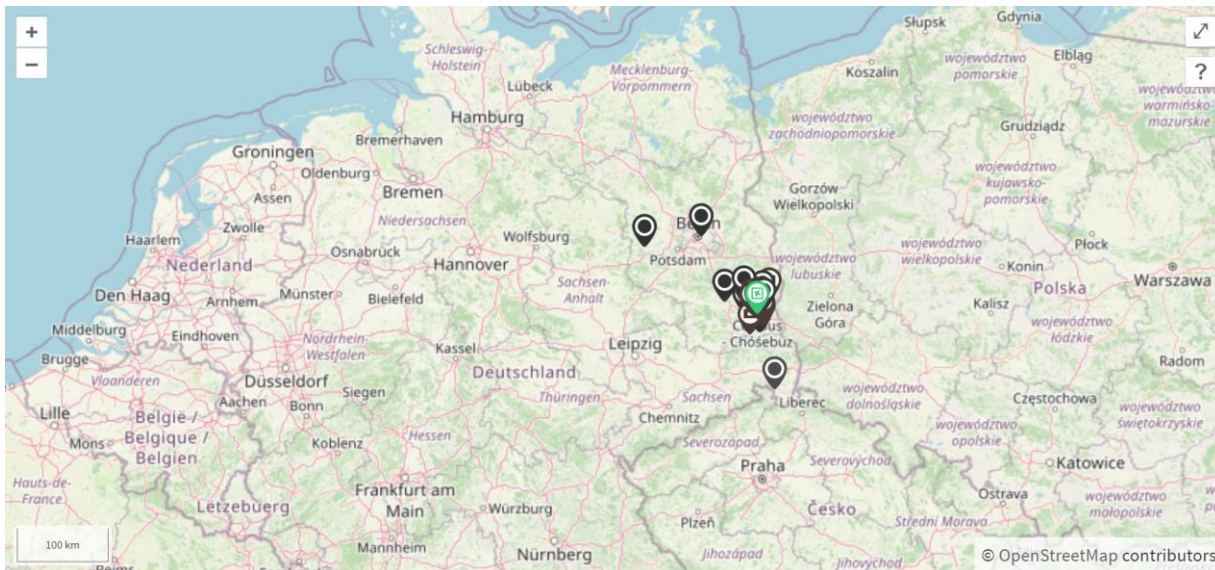 +
−
?
Słupsk
Gdynia
Schleswig-
Holstein
Mecklenburg-
Vorpommern
Koszalin
województwo
pomorskie
Elbląg
Lübeck
Hamburg
województwo
zachodniopomorskie
Grudziądz
warmińsko-
mazurskie
Bremerhaven
Groningen
Oldenburg
Bremen
Assen
województwo
kujawsko-
pomorskie
Gorzów
Wielkopolski
Niedersachsen
Zwolle
Haarlem
Nederland
Osnabrück
Hannover
Wolfsburg
Potsdam
województwo
lubuskie
województwo
wielkopolskie
Płock
Konin
Warszawa
Den Haag
Arnhem
Münster
Bielefeld
Sachsen-
Anhalt
Zielona
Góra
Kalisz
Polska
Middelburg
Eindhoven
Nordrhein-
Westfalen
Brugge
Kassel
Leipzig
- Chóśebuz
województwo
łódzkie
Radom
Vlaanderen
Düsseldorf
Deutschland
Lille
Aachen
Siegen
Bonn
Thüringen
Sachsen
Chemnitz
Liberec
województwo
dolnośląskie
Częstochowa
województwo
świętokrzyskie
Mons
België /
Belgique /
Belgien
Koblenz
Hessen
Severozápad
województwo
opolskie
Hauts-de-
France
Praha
Severovýchod
Katowice
Lëtzebuerg
Frankfurt am
Main
Würzburg
Plzeň
Česko
Ostrava
Střední Morava
województwo
małopolskie
100 km
Mannheim
Nürnberg
Jihozápad
Jihovýchod
© OpenStreetMap contributors